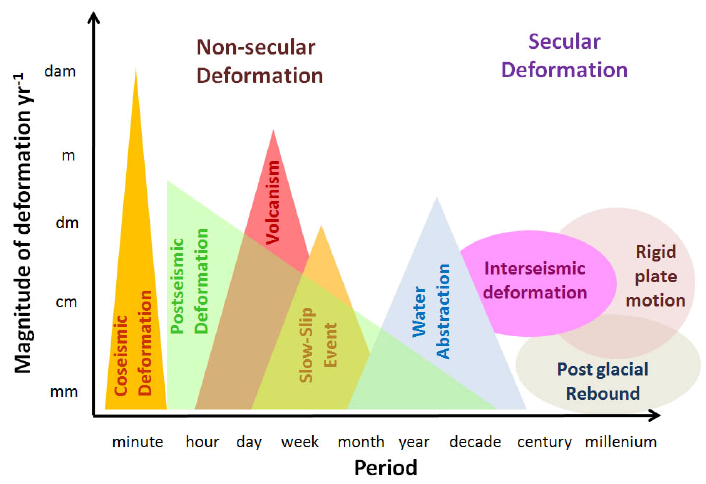 Non-secular
Deformation
Secular
Deformation
Magnitude of deformation yr-1
dam
m
dm
cm
mm
Coseismic
Deformation
Postseismic
Deformation
Volcanism
Slow-Slip
Event
Water
Abstraction
Interseismic
deformation
Rigid
plate
motion
Post glacial
Rebound
minute hour day week month year decade century millenium
Period